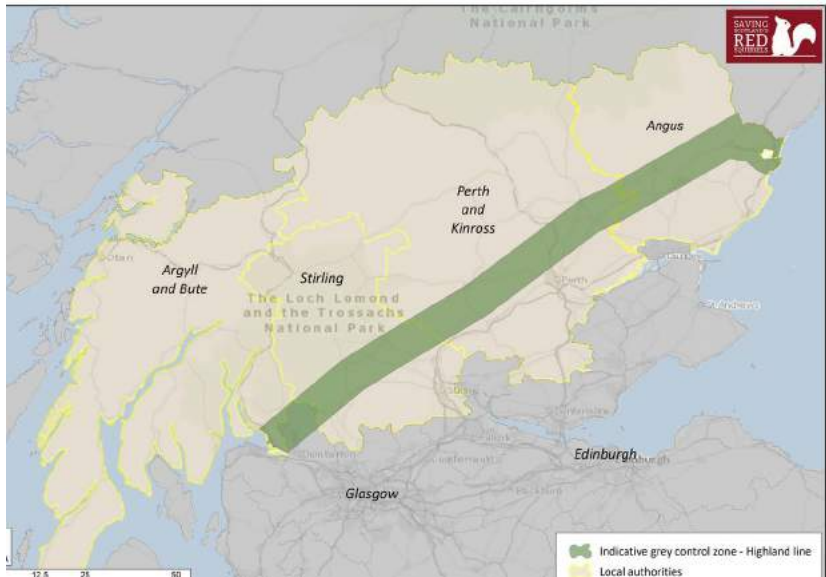 The Cairngorms
National Park
SAVING
SCOTLAND'S
RED
SQUIRRELS
Angus
Perth
and
Kinross
Oban
Argyll
and Bute
Stirling
The Loch Lomond
and the Trossachs
National Park
Perth
St Andrews
Dunfermline
Dumbarton
Edinburgh
Glasgow
12.5 25 50
Indicative grey control zone - Highland line
Local authorities